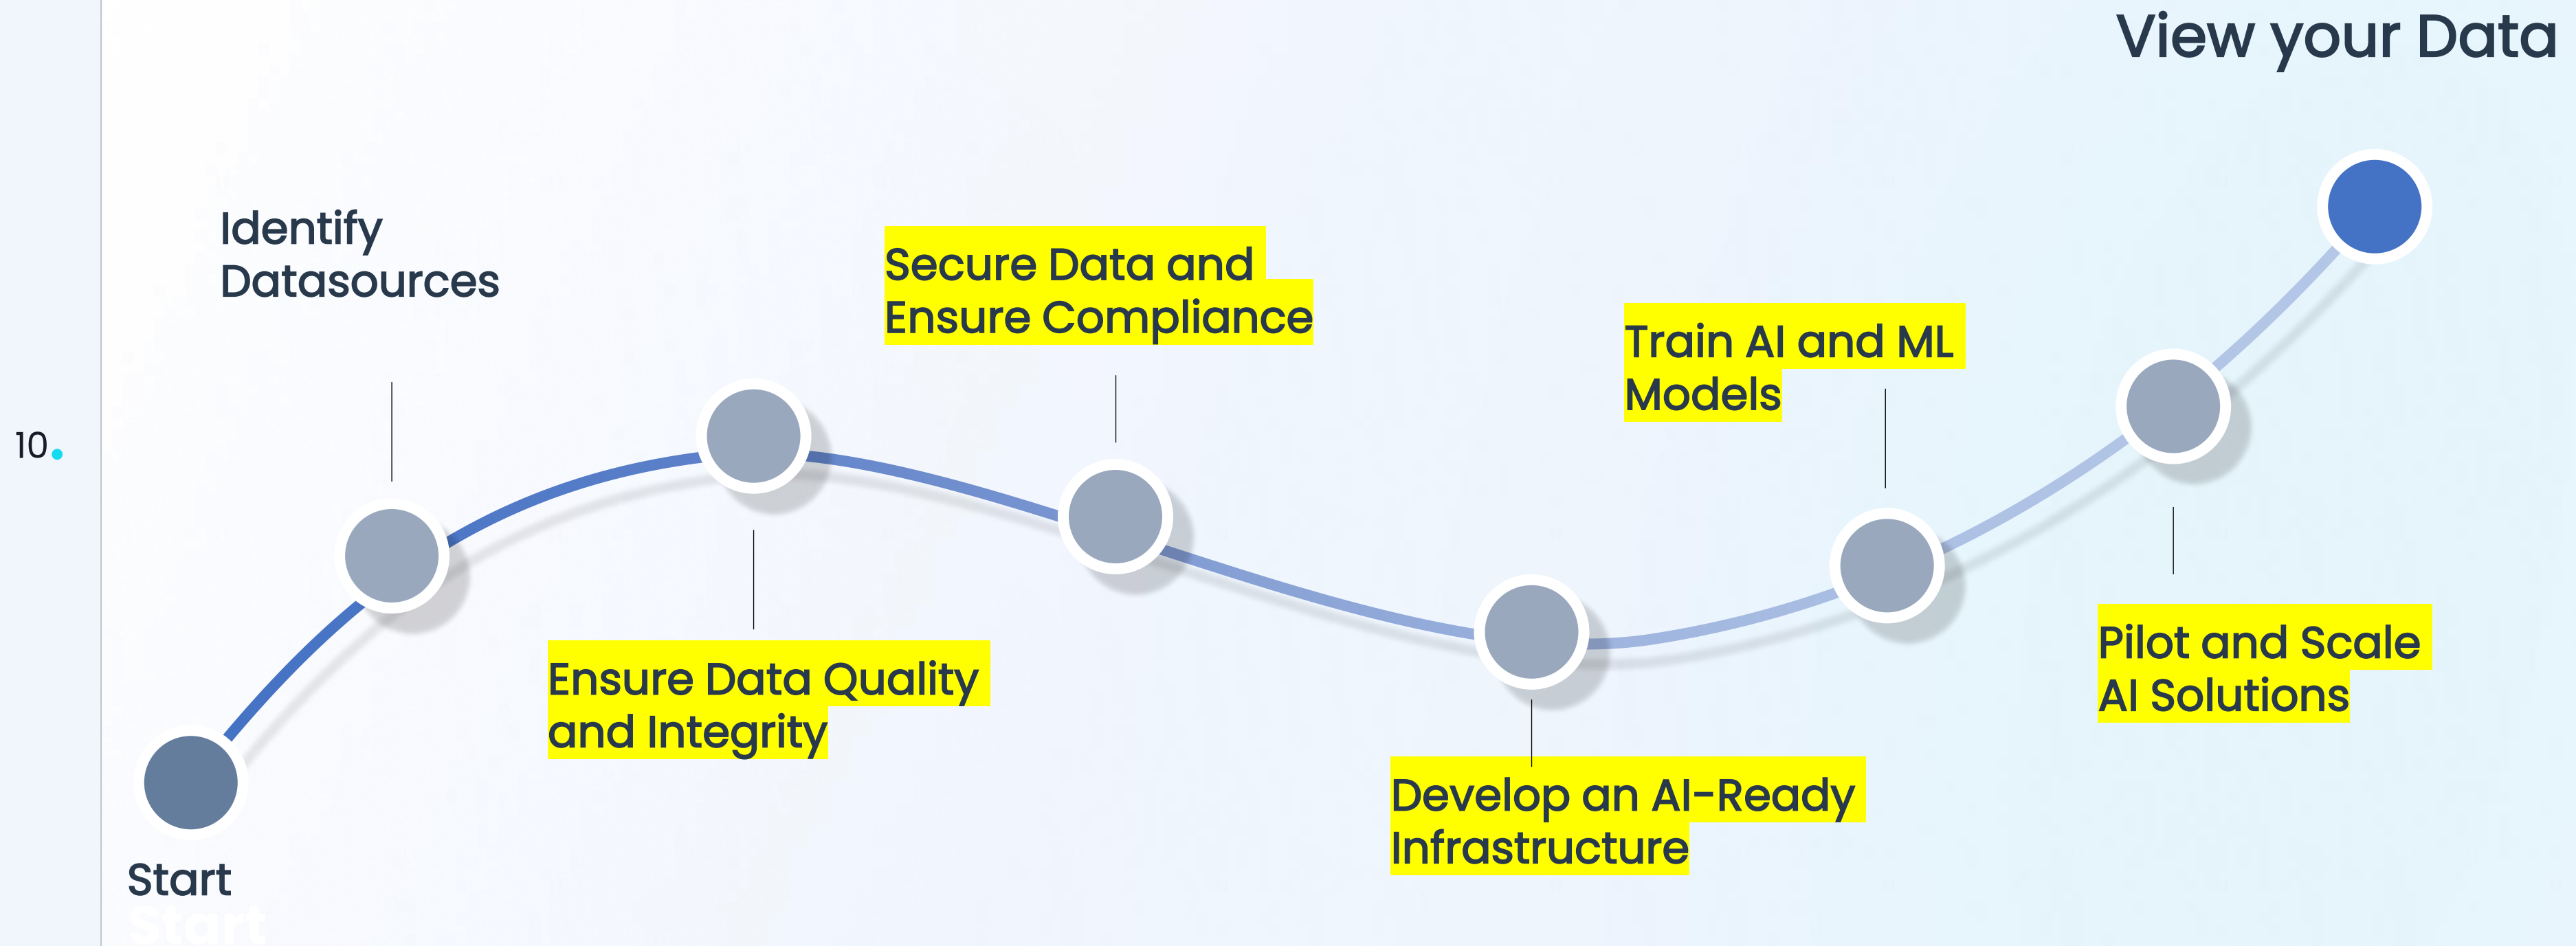 View your Data
Identify
Datasources
Secure Data and
Ensure Compliance
Train AI and ML
Models
10.
Ensure Data Quality
and Integrity
Pilot and Scale
AI Solutions
Develop an AI-Ready
Infrastructure
Start
Start